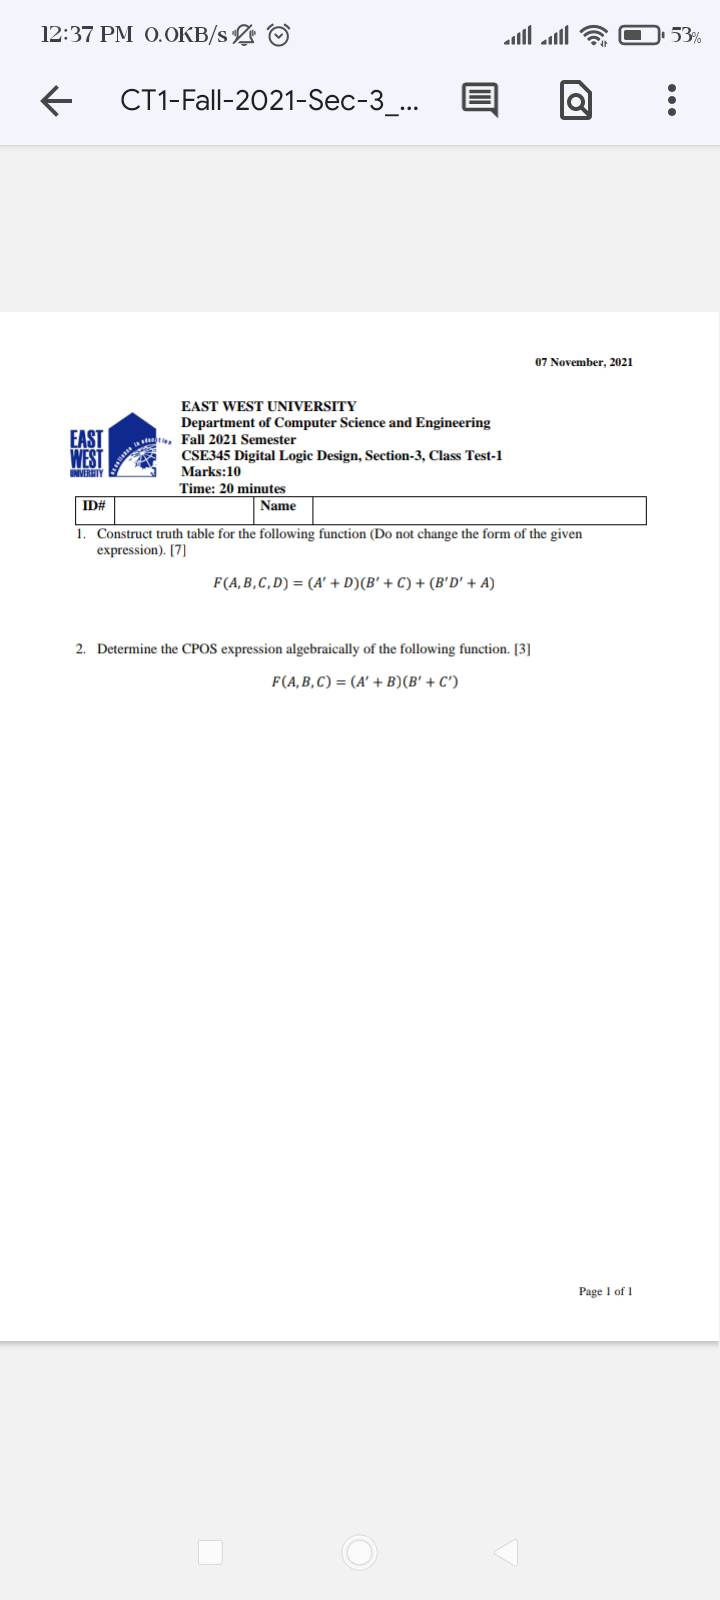 12:37 PM 0.0KB/s
53%
CT1-Fall-2021-Sec-3_...
07 November, 2021
EAST WEST UNIVERSITY
Department of Computer Science and Engineering
Fall 2021 Semester
CSE345 Digital Logic Design, Section-3, Class Test-1
Marks:10
Time: 20 minutes
EAST
WEST
UNIVERSITY
excellence in education
ID# Name
1. Construct truth table for the following function (Do not change the form of the given
expression). [7]
F(A, B, C, D) = (A′ + D)(B′ + C) + (B′D′ + A)
2. Determine the CPOS expression algebraically of the following function. [3]
F(A, B, C) = (A′ + B)(B′ + C′)
Page 1 of 1